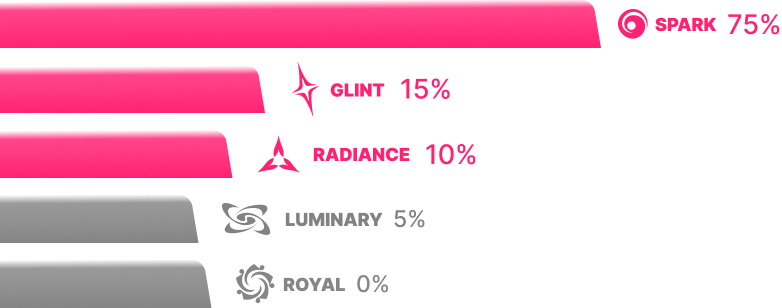 SPARK 75%
GLINT 15%
RADIANCE 10%
LUMINARY 5%
ROYAL 0%